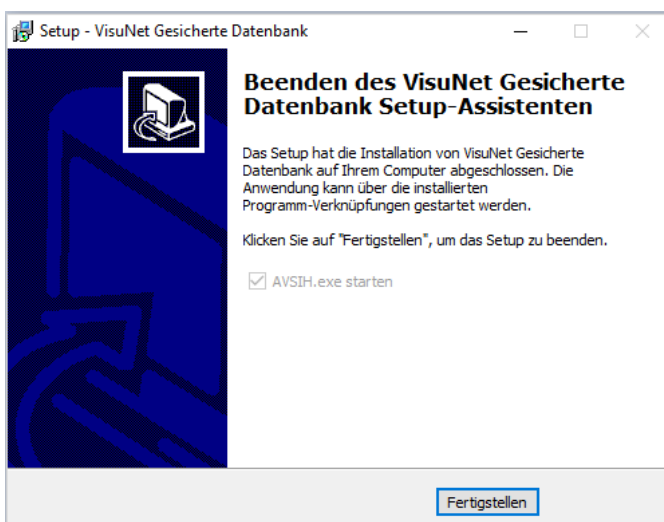 Setup - VisuNet Gesicherte Datenbank
Beenden des VisuNet Gesicherte
Datenbank Setup-Assistenten
Das Setup hat die Installation von VisuNet Gesicherte
Datenbank auf Ihrem Computer abgeschlossen. Die
Anwendung kann über die installierten
Programm-Verknüpfungen gestartet werden.
Klicken Sie auf "Fertigstellen", um das Setup zu beenden.
AVSIH.exe starten
Fertigstellen